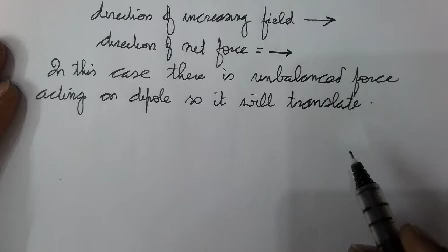 direction of increasing field →
direction of net force = →
In this case there is unbalanced force
acting on dipole so it will translate.